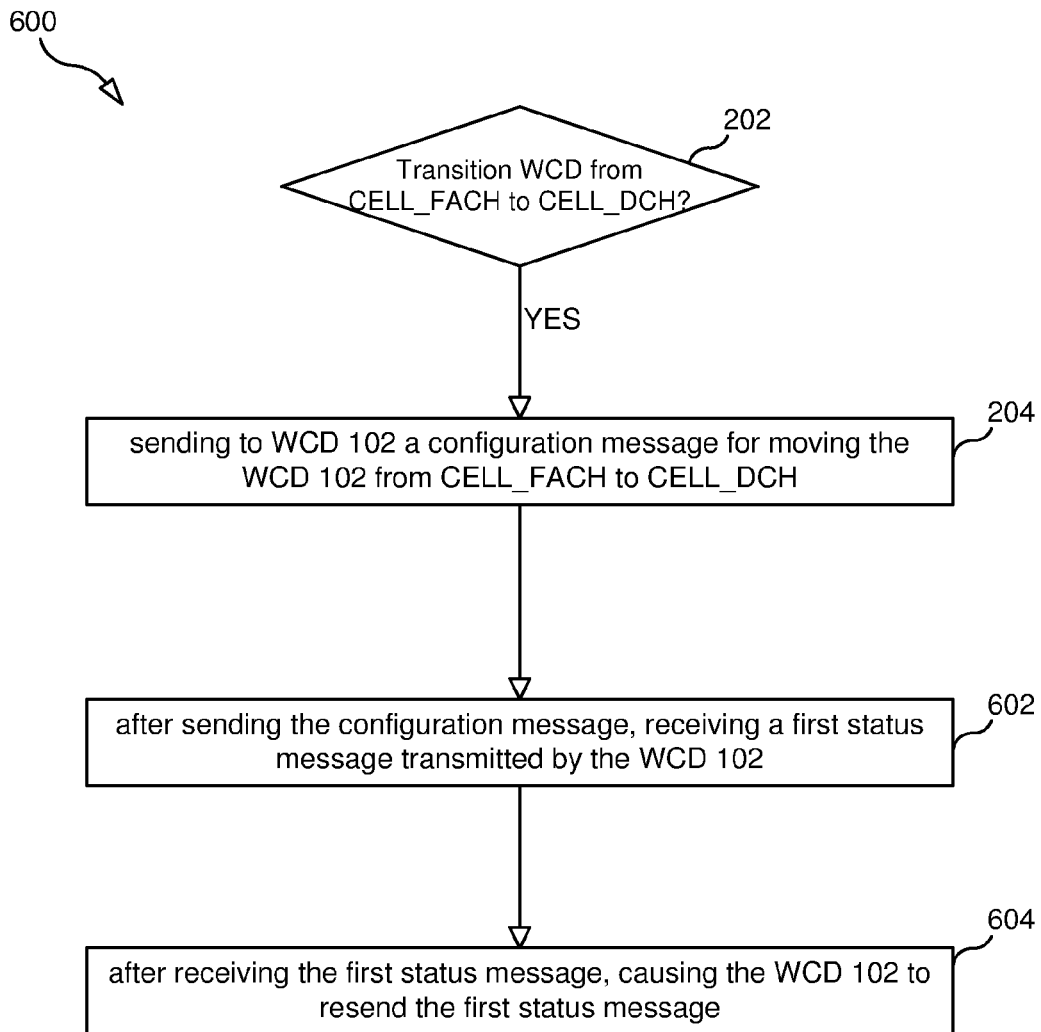 600
202
Transition WCD from
CELL_FACH to CELL_DCH?
YES
204
sending to WCD 102 a configuration message for moving the
WCD 102 from CELL_FACH to CELL_DCH
602
after sending the configuration message, receiving a first status
message transmitted by the WCD 102
604
after receiving the first status message, causing the WCD 102 to
resend the first status message